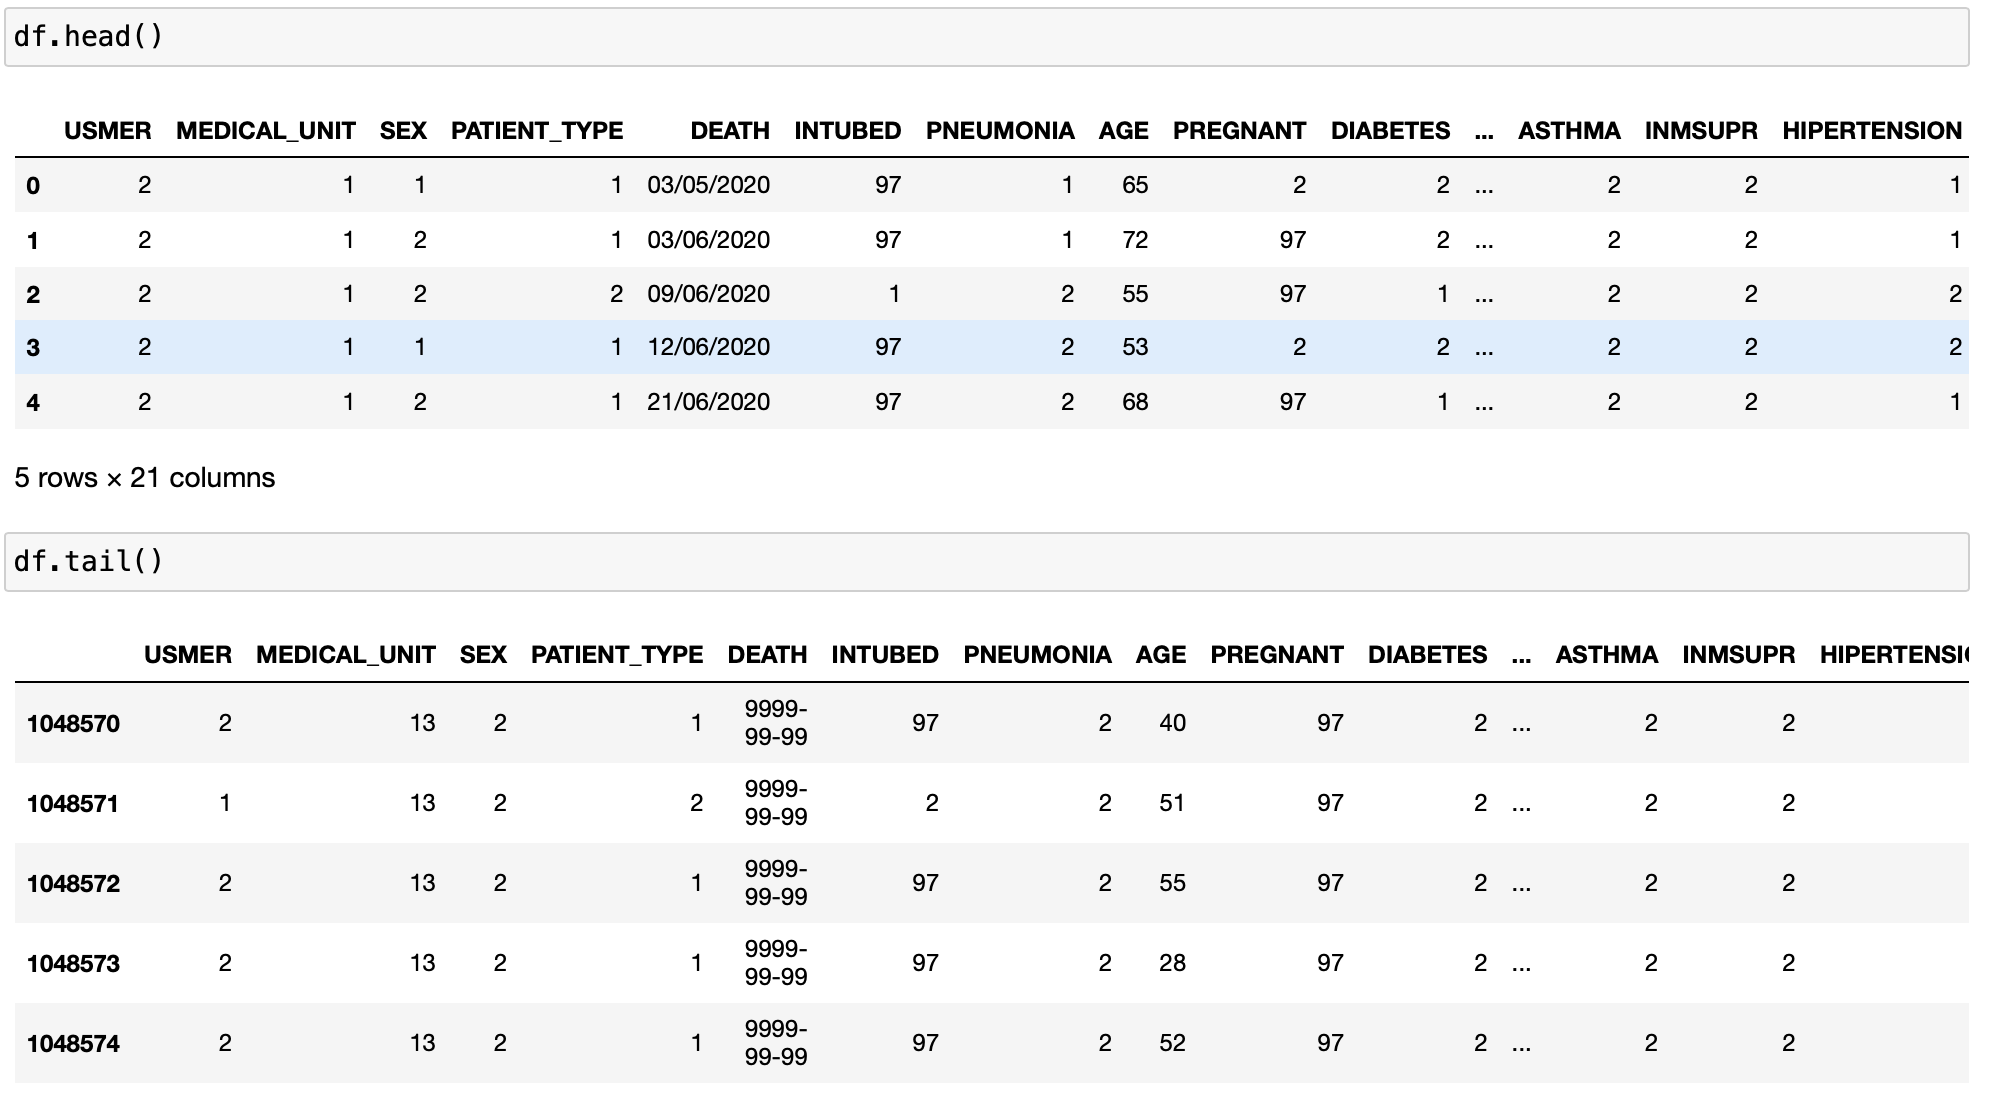 df.head()
USMER MEDICAL_UNIT SEX PATIENT_TYPE DEATH INTUBED PNEUMONIA AGE PREGNANT DIABETES ... ASTHMA INMSUPR HIPERTENSION
0 2 1 1 1 03/05/2020 97 1 65 2 2 ... 2 2 1
1 2 1 2 1 03/06/2020 97 1 72 97 2 ... 2 2 1
2 2 1 2 2 09/06/2020 1 2 55 97 1 ... 2 2 2
3 2 1 1 1 12/06/2020 97 2 53 2 2 ... 2 2 2
4 2 1 2 1 21/06/2020 97 2 68 97 1 ... 2 2 1
5 rows × 21 columns
df.tail()
USMER MEDICAL_UNIT SEX PATIENT_TYPE DEATH INTUBED PNEUMONIA AGE PREGNANT DIABETES ... ASTHMA INMSUPR HIPERTENSI
1048570 2 13 2 1 9999-99-99 97 2 40 97 2 ... 2 2
1048571 1 13 2 2 9999-99-99 2 2 51 97 2 ... 2 2
1048572 2 13 2 1 9999-99-99 97 2 55 97 2 ... 2 2
1048573 2 13 2 1 9999-99-99 97 2 28 97 2 ... 2 2
1048574 2 13 2 1 9999-99-99 97 2 52 97 2 ... 2 2